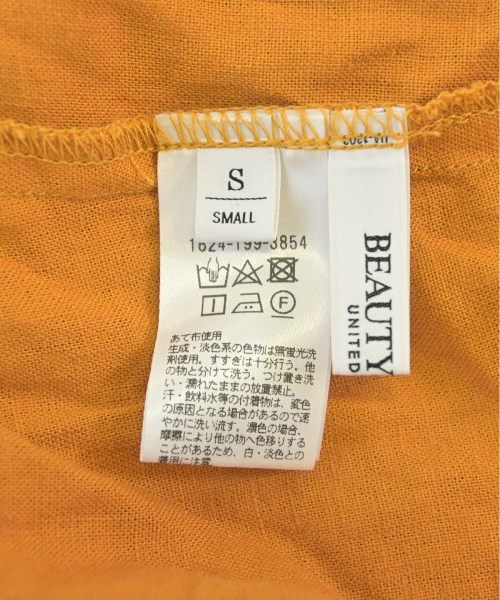 S
SMALL
1624-199-3854
あて布使用
生成・淡色系の色物は無蛍光洗
剤使用。すすぎは十分行う。他
の物と分けて洗う。つけ置き洗
い・濡れたままの放置禁止。
汗・飲料水等の付着物は、変色
の原因となる場合があるので速
やかに洗い流す。濃色の場合、
摩擦により他の物へ色移りする
ことがあるため、白・淡色との
着用に注意
BEAUTY
UNITED